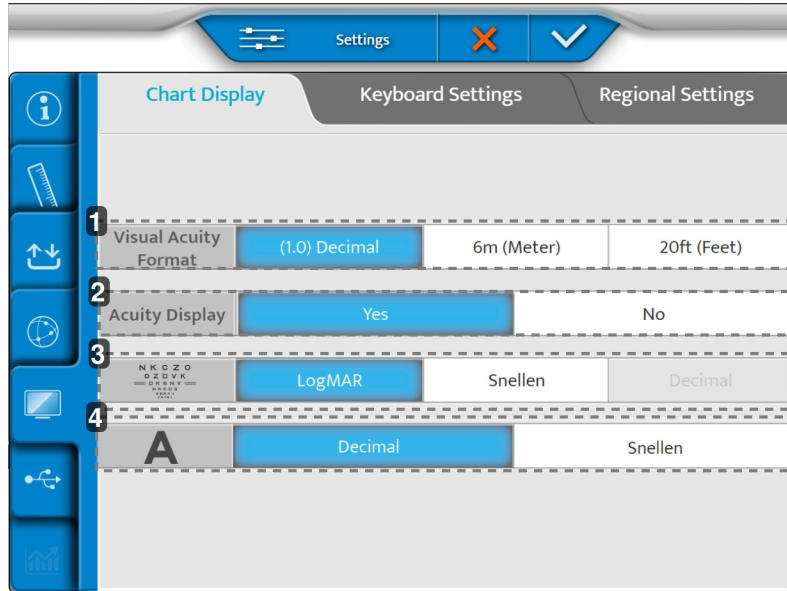 Settings
Chart Display Keyboard Settings Regional Settings
1
Visual Acuity Format (1.0) Decimal 6m (Meter) 20ft (Feet)
2
Acuity Display Yes No
3
N K C Z O
O Z D V K
LogMAR Snellen Decimal
4
A Decimal Snellen